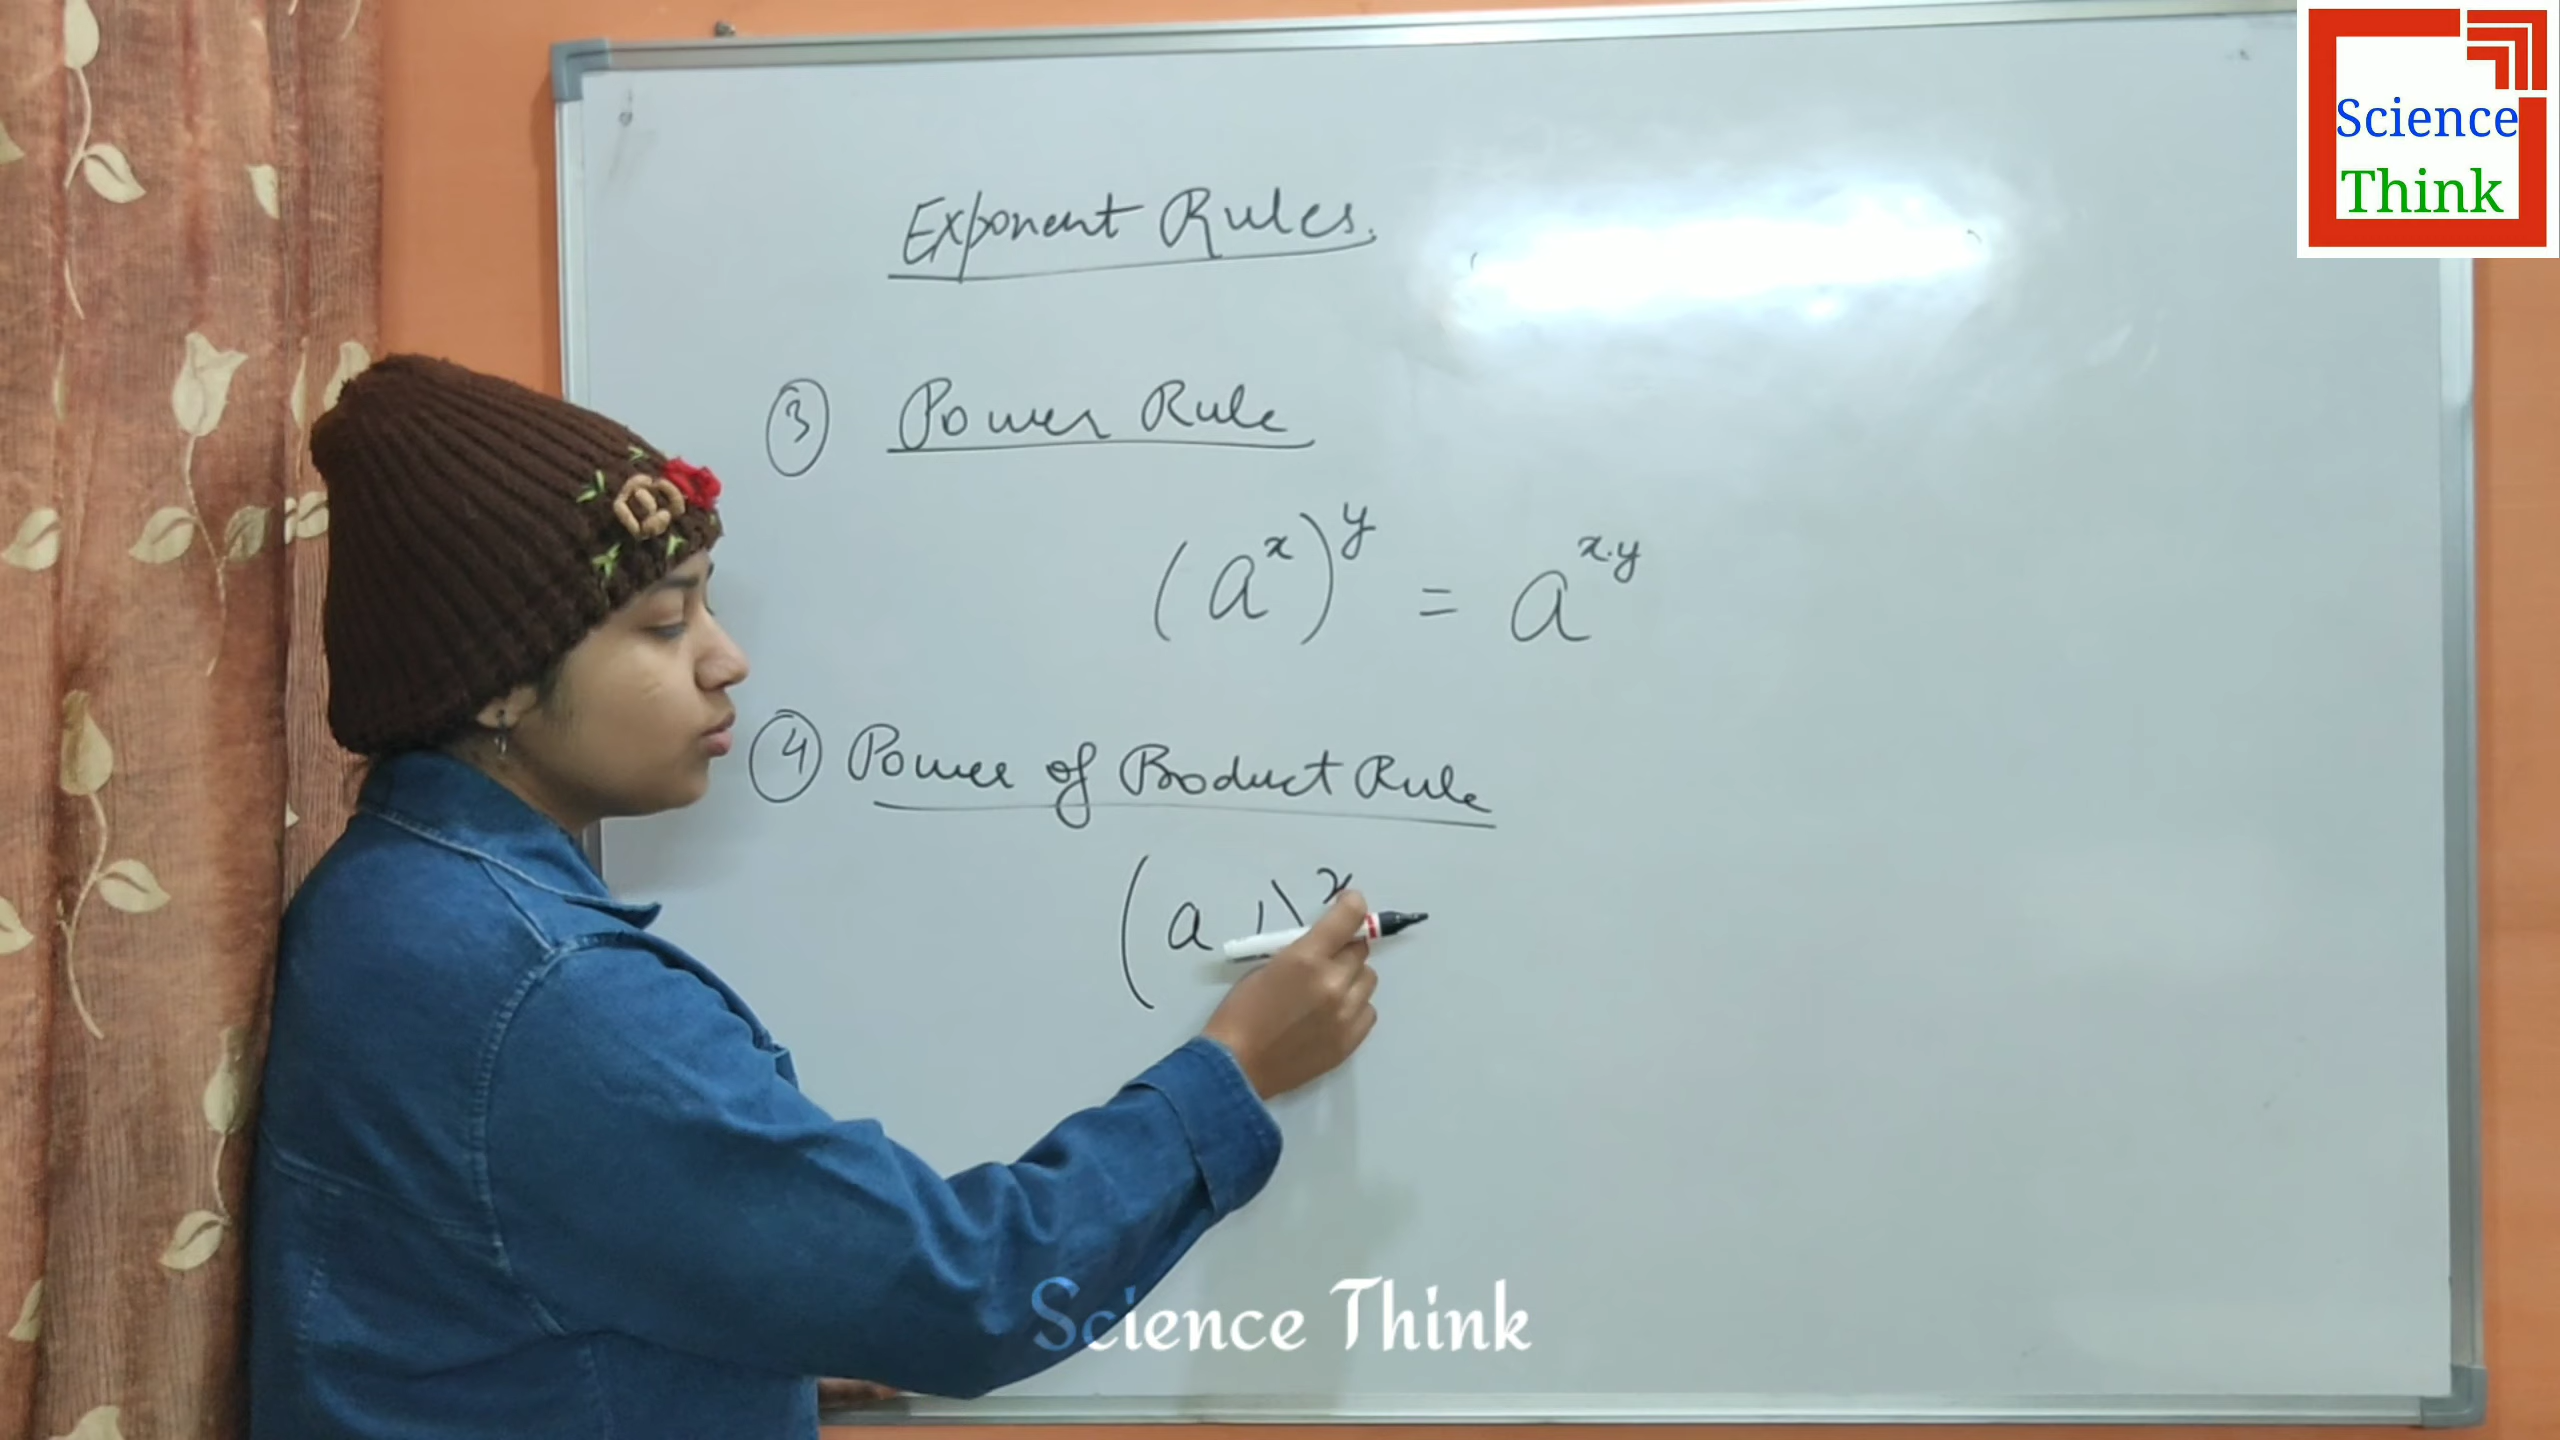 Science
Think
Exponent Rules.
③ Power Rule
(aˣ)ʸ = aˣ·ʸ
④ Power of Product Rule
(a
Science Think